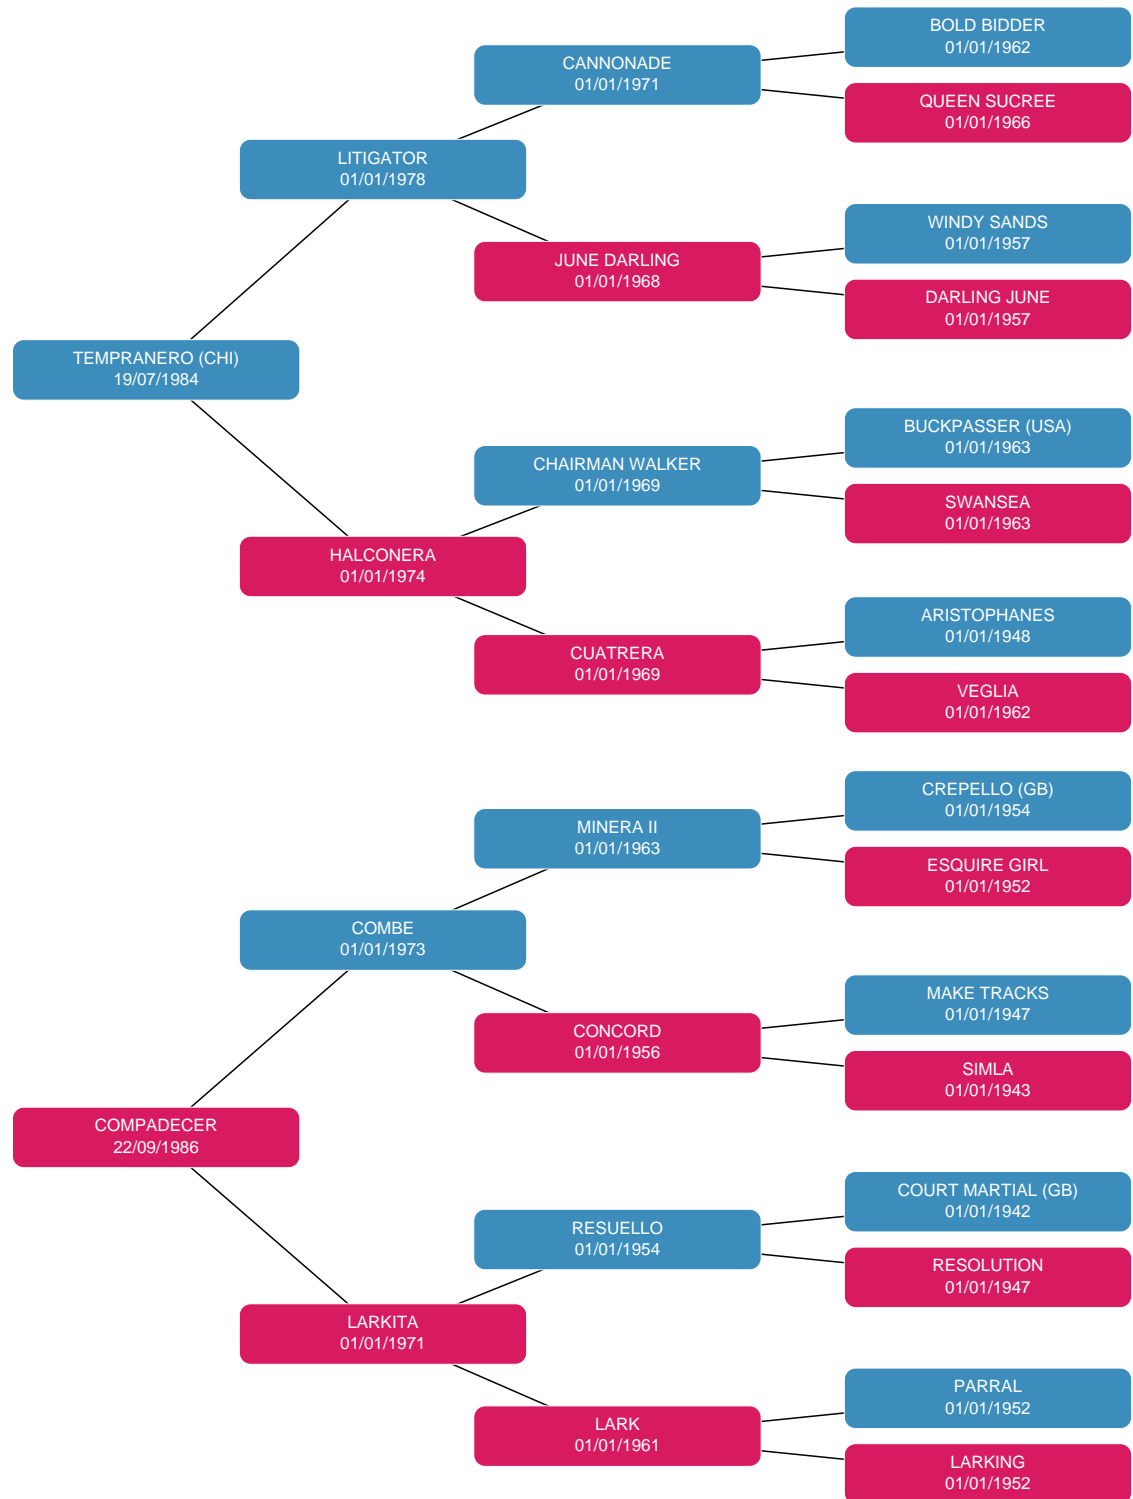 BOLD BIDDER
01/01/1962
CANNONADE
01/01/1971
QUEEN SUCREE
01/01/1966
LITIGATOR
01/01/1978
WINDY SANDS
01/01/1957
JUNE DARLING
01/01/1968
DARLING JUNE
01/01/1957
TEMPRANERO (CHI)
19/07/1984
BUCKPASSER (USA)
01/01/1963
CHAIRMAN WALKER
01/01/1969
SWANSEA
01/01/1963
HALCONERA
01/01/1974
ARISTOPHANES
01/01/1948
CUATRERA
01/01/1969
VEGLIA
01/01/1962
CREPELLO (GB)
01/01/1954
MINERA II
01/01/1963
ESQUIRE GIRL
01/01/1952
COMBE
01/01/1973
MAKE TRACKS
01/01/1947
CONCORD
01/01/1956
SIMLA
01/01/1943
COMPADECER
22/09/1986
COURT MARTIAL (GB)
01/01/1942
RESUELLO
01/01/1954
RESOLUTION
01/01/1947
LARKITA
01/01/1971
PARRAL
01/01/1952
LARK
01/01/1961
LARKING
01/01/1952